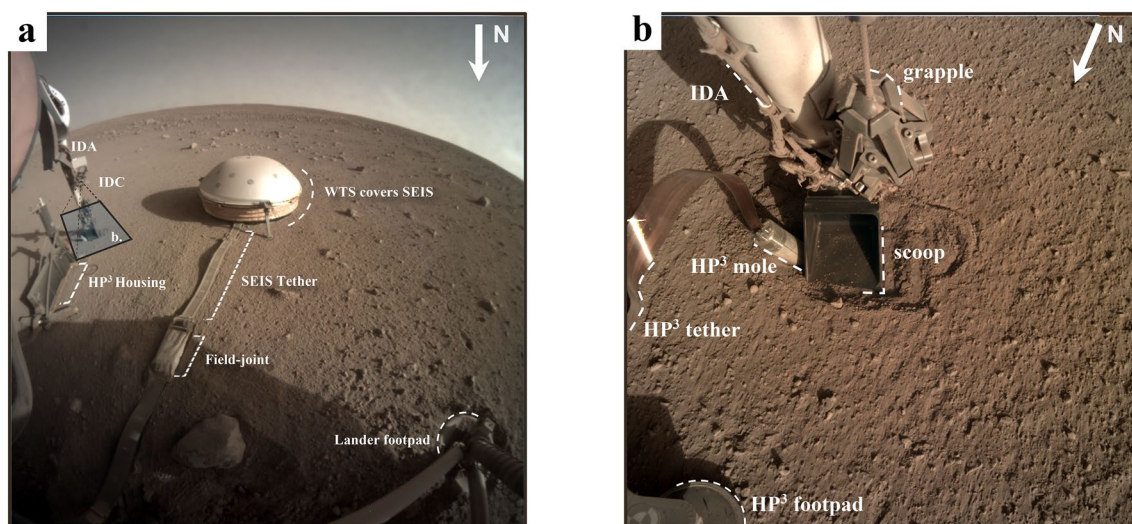 a
N
IDA
IDC
WTS covers SEIS
b.
HP³ Housing
SEIS Tether
Field-joint
Lander footpad
b
N
grapple
IDA
scoop
HP³ mole
HP³ tether
HP³ footpad